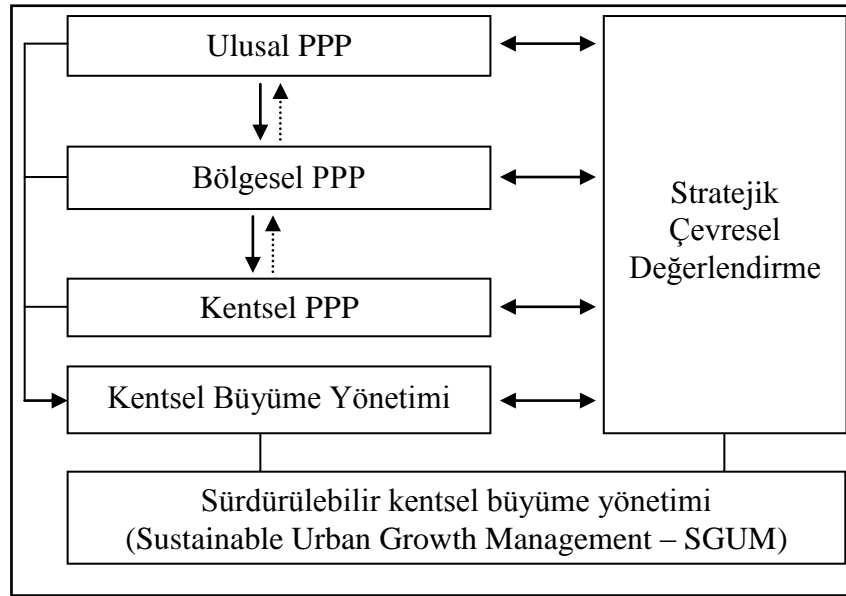 Ulusal PPP
Bölgesel PPP
Kentsel PPP
Kentsel Büyüme Yönetimi
Stratejik
Çevresel
Değerlendirme
Sürdürülebilir kentsel büyüme yönetimi
(Sustainable Urban Growth Management – SGUM)